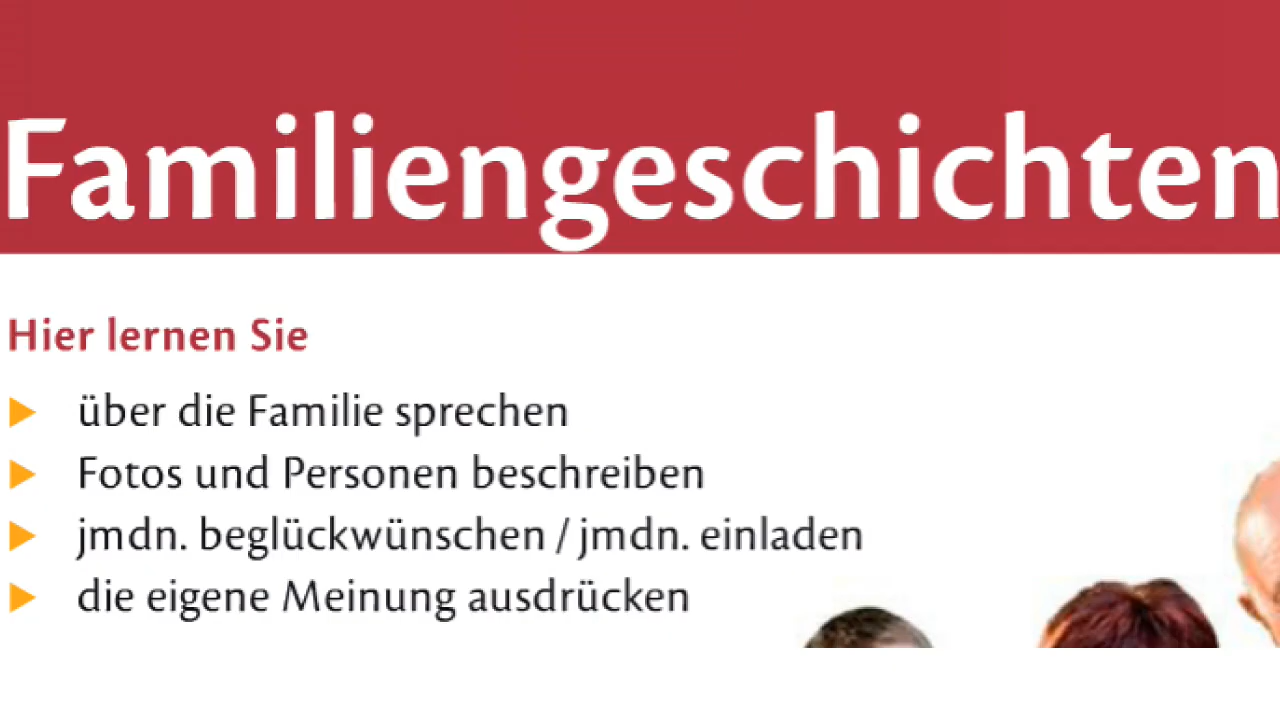 Familiengeschichten
Hier lernen Sie
über die Familie sprechen
Fotos und Personen beschreiben
jmdn. beglückwünschen / jmdn. einladen
die eigene Meinung ausdrücken